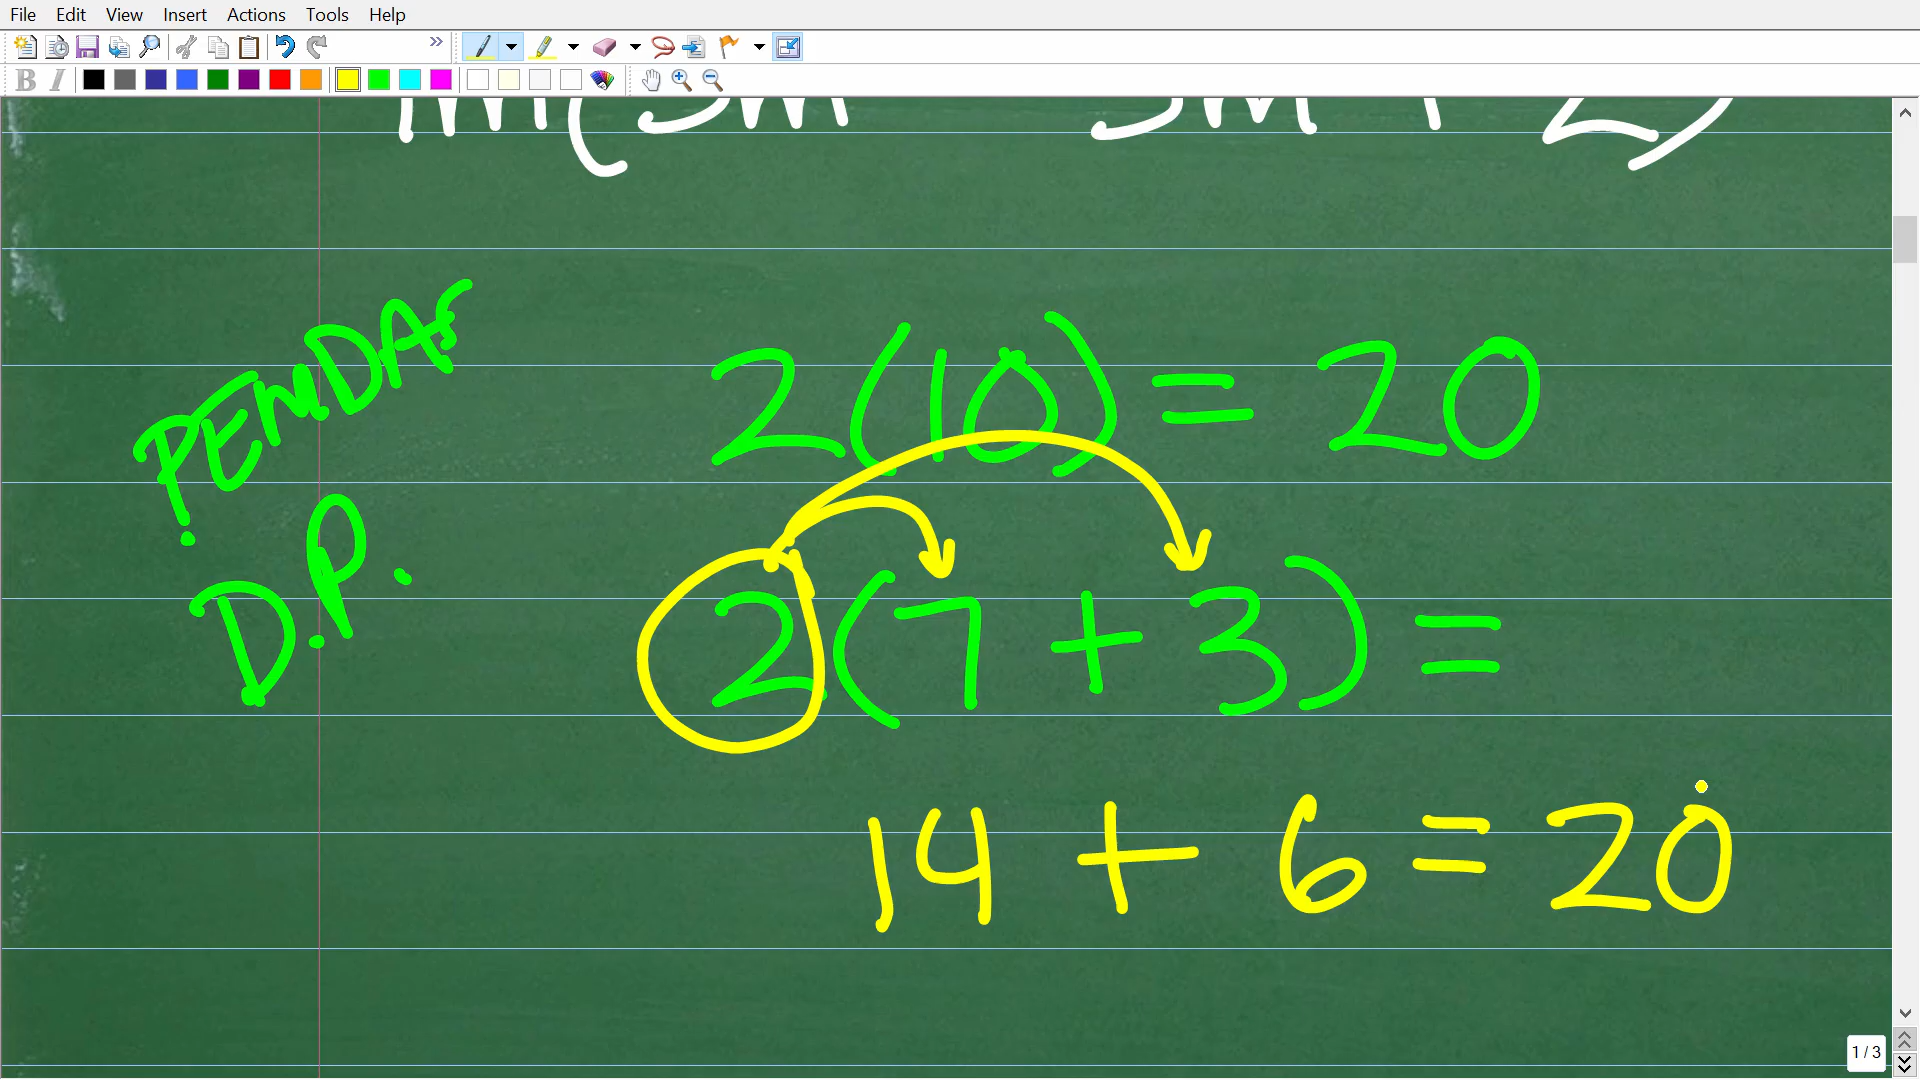 File Edit View Insert Actions Tools Help
B I
2(10) = 20
PEMDAS
D.P.
2(7 + 3) =
14 + 6 = 20
1 / 3